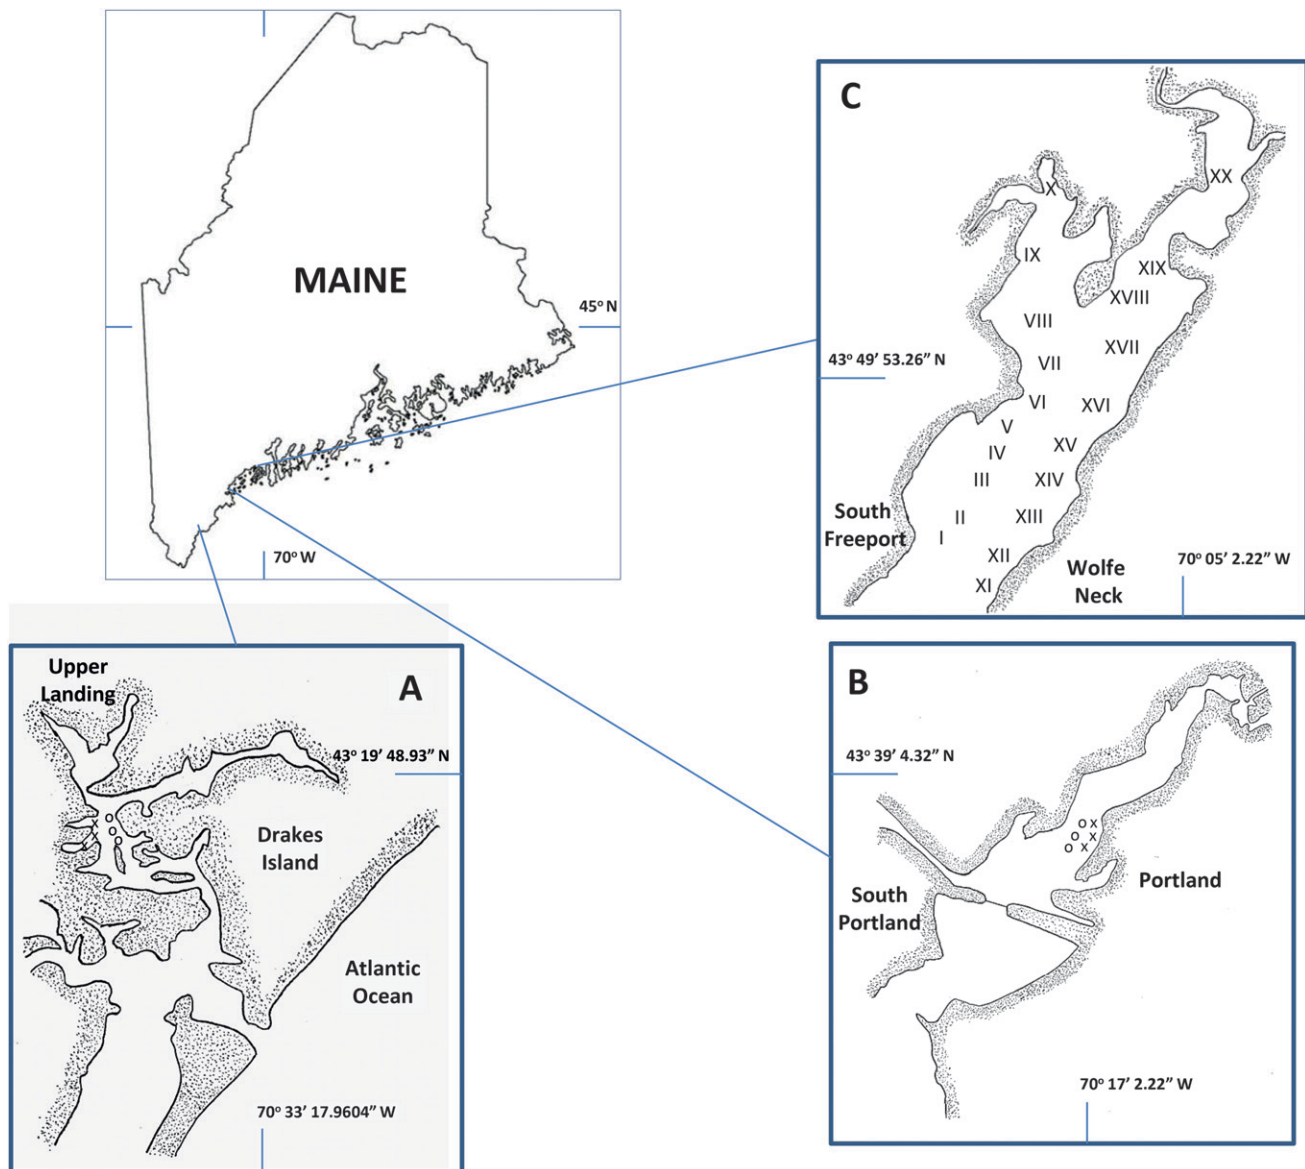 MAINE
45° N
70° W
C
XX
X
IX
XIX
XVIII
VIII
XVII
VII
43° 49' 53.26” N
VI
XVI
V
XV
IV
III
XIV
South
Freeport
II
XIII
I
XII
XI
Wolfe
Neck
70° 05' 2.22” W
Upper
Landing
A
43° 19' 48.93” N
x
o
x
o
x
o
Drakes
Island
Atlantic
Ocean
70° 33' 17.9604” W
B
43° 39' 4.32” N
o x
o x
o x
South
Portland
Portland
70° 17' 2.22” W